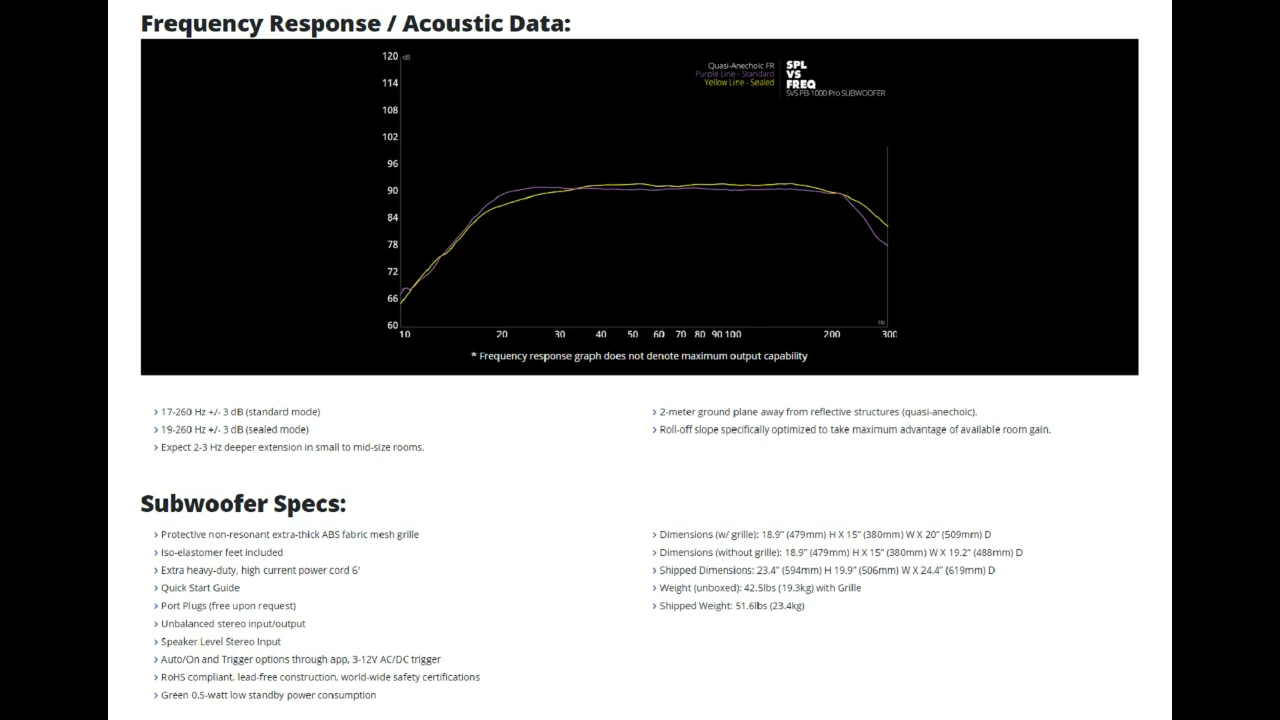 Frequency Response / Acoustic Data:
120 dB
Quasi-Anechoic FR
Purple Line - Standard
Yellow Line - Sealed
SPL
VS
FREQ
SVS PB-1000 Pro SUBWOOFER
114
108
102
96
90
84
78
72
66
60
Hz
10 20 30 40 50 60 70 80 90 100 200 300
* Frequency response graph does not denote maximum output capability
> 17-260 Hz +/- 3 dB (standard mode)
> 19-260 Hz +/- 3 dB (sealed mode)
> Expect 2-3 Hz deeper extension in small to mid-size rooms.
> 2-meter ground plane away from reflective structures (quasi-anechoic).
> Roll-off slope specifically optimized to take maximum advantage of available room gain.
Subwoofer Specs:
> Protective non-resonant extra-thick ABS fabric mesh grille
> Iso-elastomer feet included
> Extra heavy-duty, high current power cord 6'
> Quick Start Guide
> Port Plugs (free upon request)
> Unbalanced stereo input/output
> Speaker Level Stereo Input
> Auto/On and Trigger options through app, 3-12V AC/DC trigger
> RoHS compliant, lead-free construction, world-wide safety certifications
> Green 0.5-watt low standby power consumption
> Dimensions (w/ grille): 18.9" (479mm) H X 15" (380mm) W X 20" (509mm) D
> Dimensions (without grille): 18.9" (479mm) H X 15" (380mm) W X 19.2" (488mm) D
> Shipped Dimensions: 23.4" (594mm) H 19.9" (506mm) W X 24.4" (619mm) D
> Weight (unboxed): 42.5lbs (19.3kg) with Grille
> Shipped Weight: 51.6lbs (23.4kg)